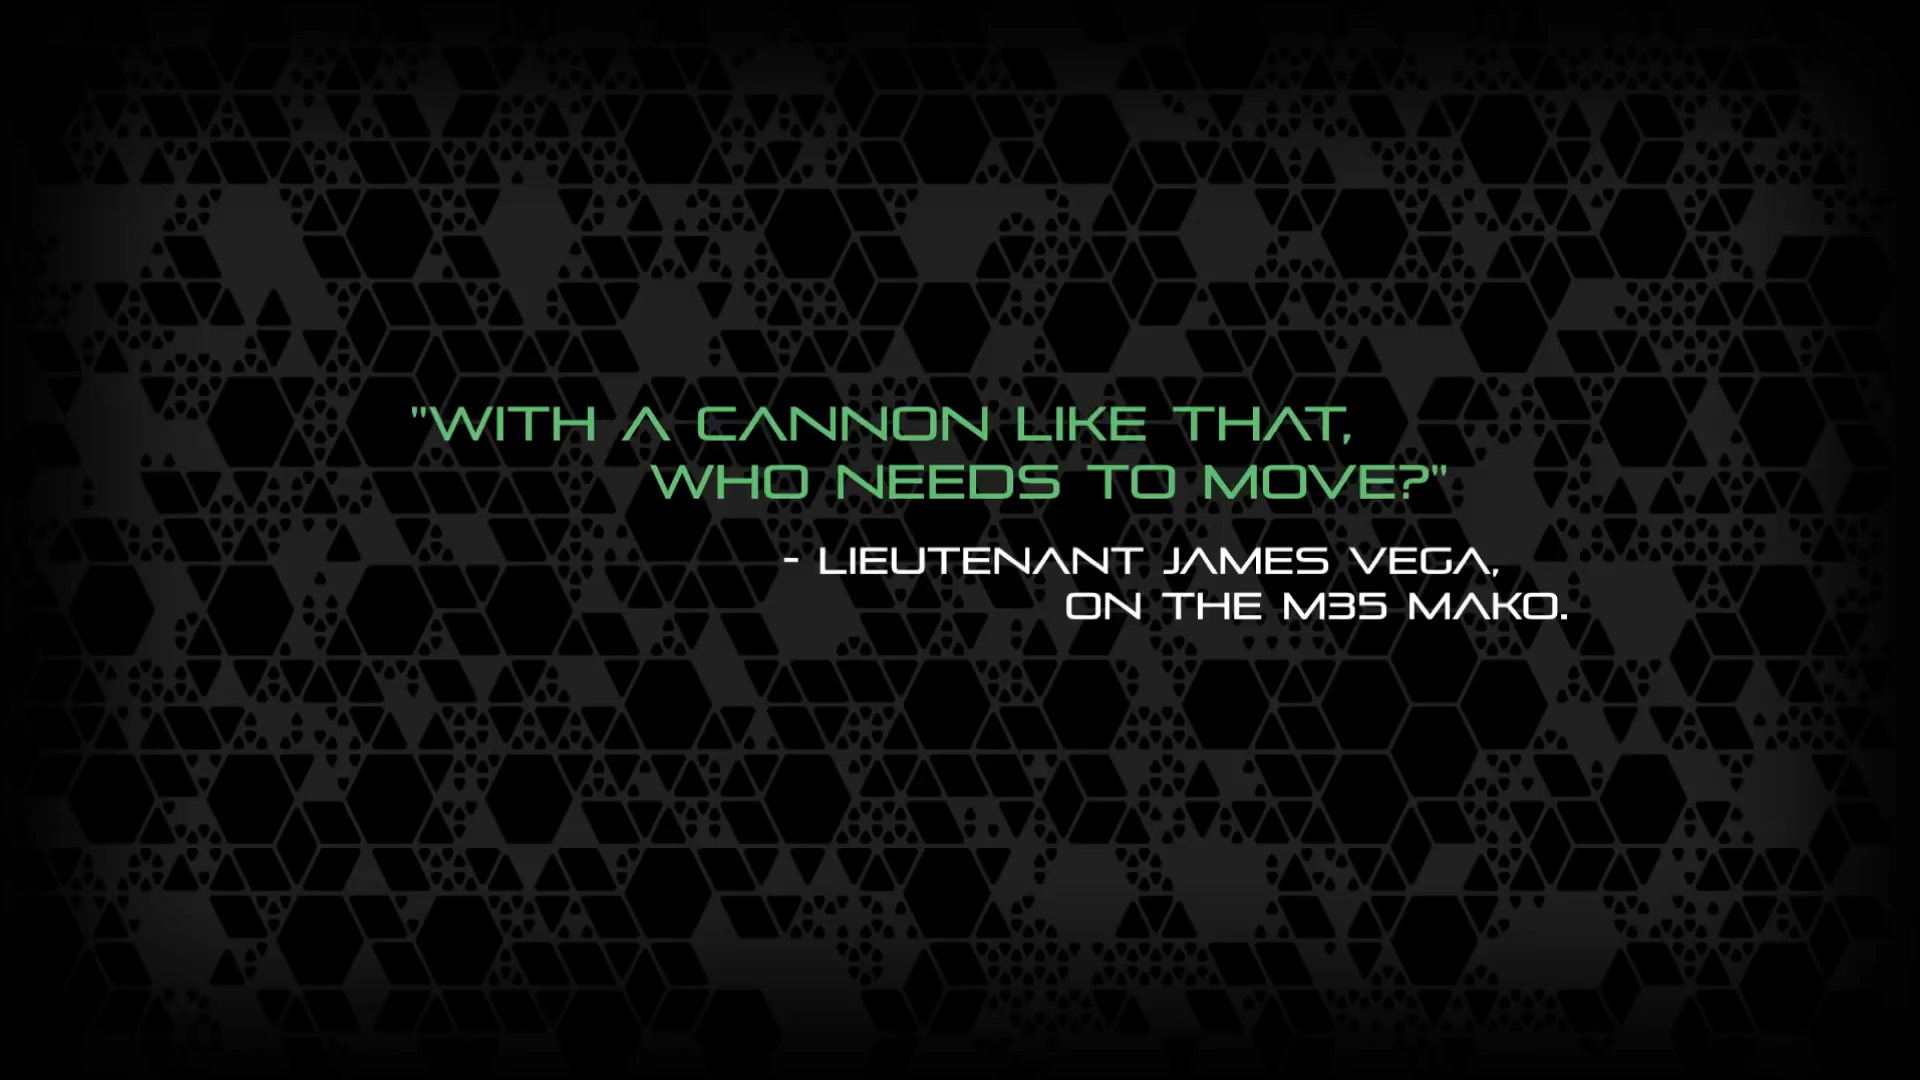 "WITH A CANNON LIKE THAT,
WHO NEEDS TO MOVE?"
- LIEUTENANT JAMES VEGA,
ON THE M35 MAKO.